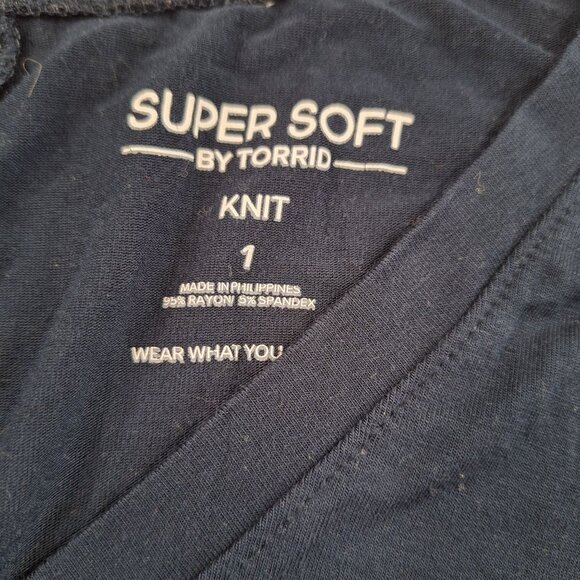 SUPER SOFT
BY TORRID
KNIT
1
MADE IN PHILIPPINES
95% RAYON/ 5% SPANDEX
WEAR WHAT YOU